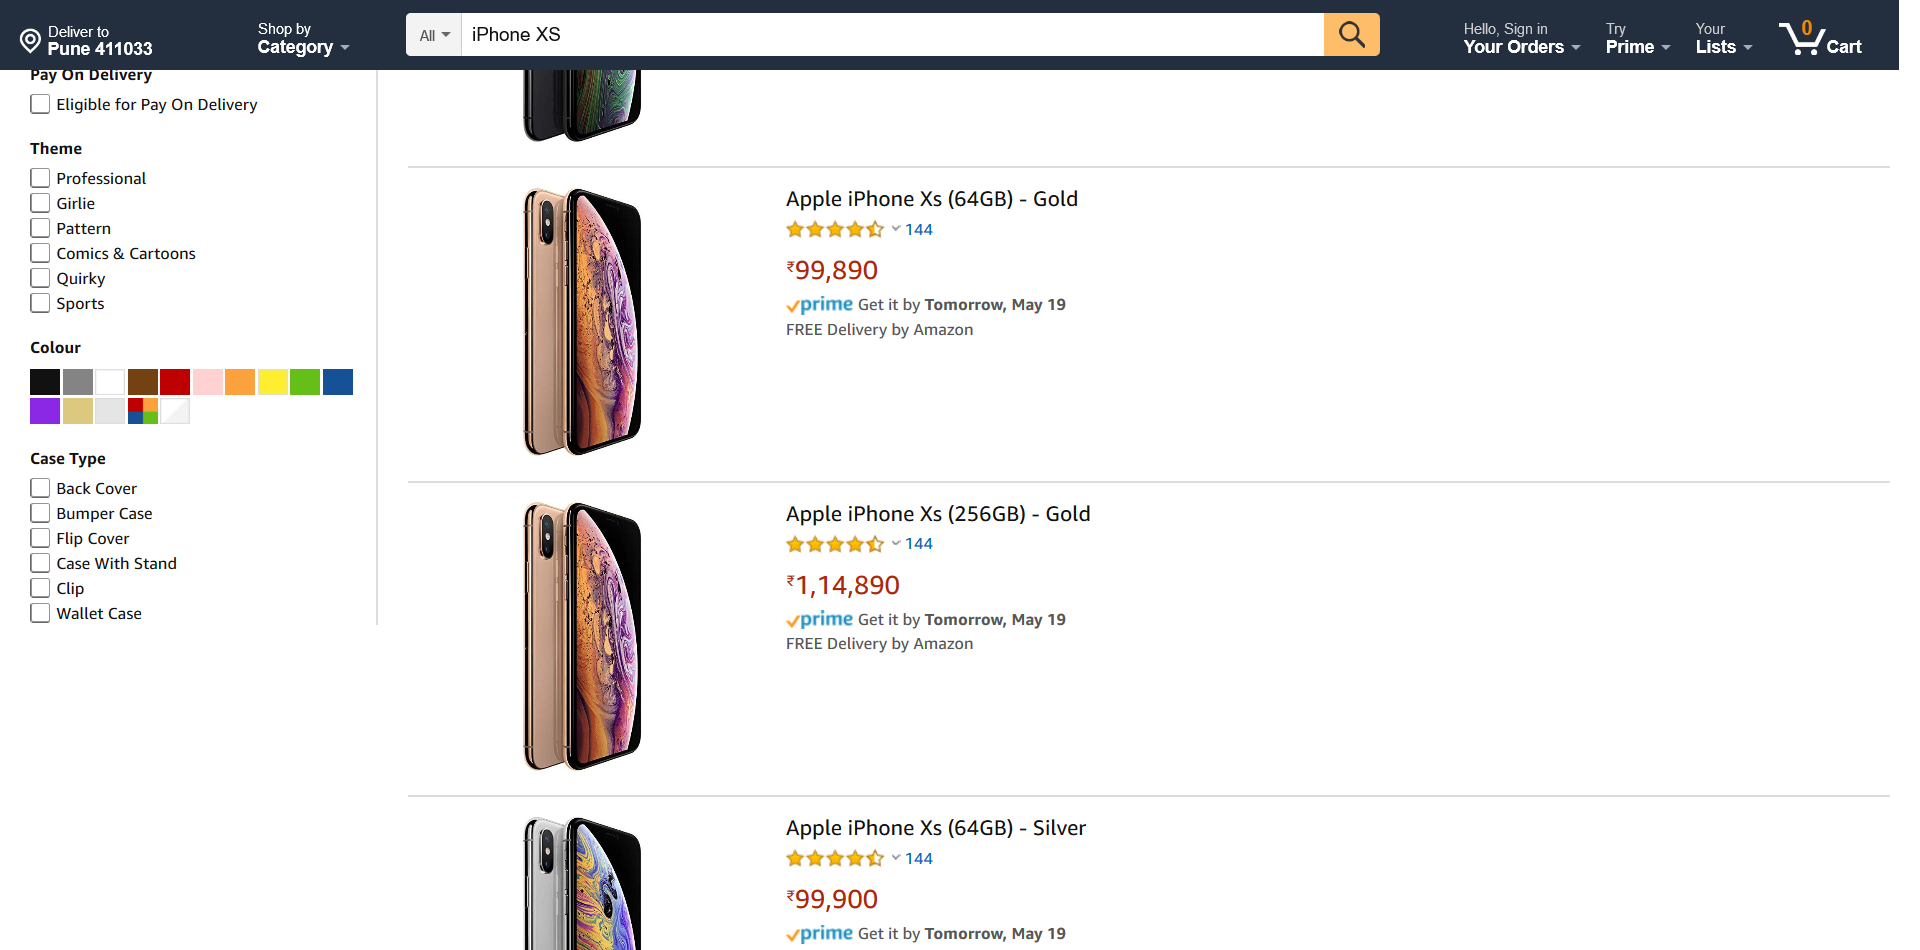 Deliver to
Pune 411033
Shop by
Category
All
iPhone XS
Hello, Sign in
Your Orders
Try
Prime
Your
Lists
0
Cart
Pay On Delivery
Eligible for Pay On Delivery
Theme
Professional
Girlie
Pattern
Comics & Cartoons
Quirky
Sports
Colour
Case Type
Back Cover
Bumper Case
Flip Cover
Case With Stand
Clip
Wallet Case
Apple iPhone Xs (64GB) - Gold
144
₹99,890
prime Get it by Tomorrow, May 19
FREE Delivery by Amazon
Apple iPhone Xs (256GB) - Gold
144
₹1,14,890
prime Get it by Tomorrow, May 19
FREE Delivery by Amazon
Apple iPhone Xs (64GB) - Silver
144
₹99,900
prime Get it by Tomorrow, May 19